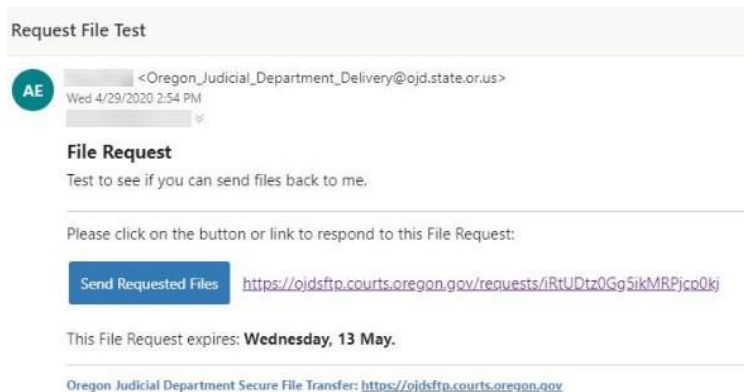 Request File Test
AE
<Oregon_Judicial_Department_Delivery@ojd.state.or.us>
Wed 4/29/2020 2:54 PM
File Request
Test to see if you can send files back to me.
Please click on the button or link to respond to this File Request:
Send Requested Files https://ojdsftp.courts.oregon.gov/requests/iRtUDtz0Gg5ikMRPjcp0kj
This File Request expires: Wednesday, 13 May.
Oregon Judicial Department Secure File Transfer: https://ojdsftp.courts.oregon.gov